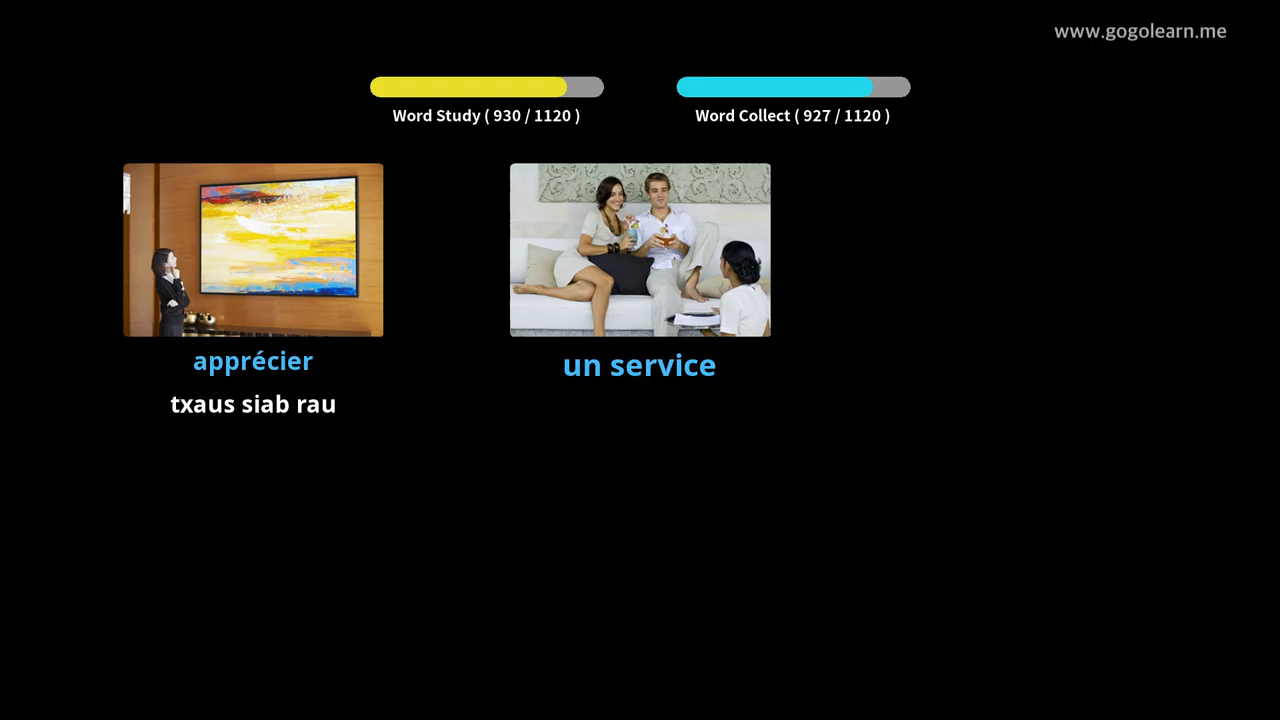 www.gogolearn.me
Word Study ( 930 / 1120 )
Word Collect ( 927 / 1120 )
apprécier
un service
txaus siab rau